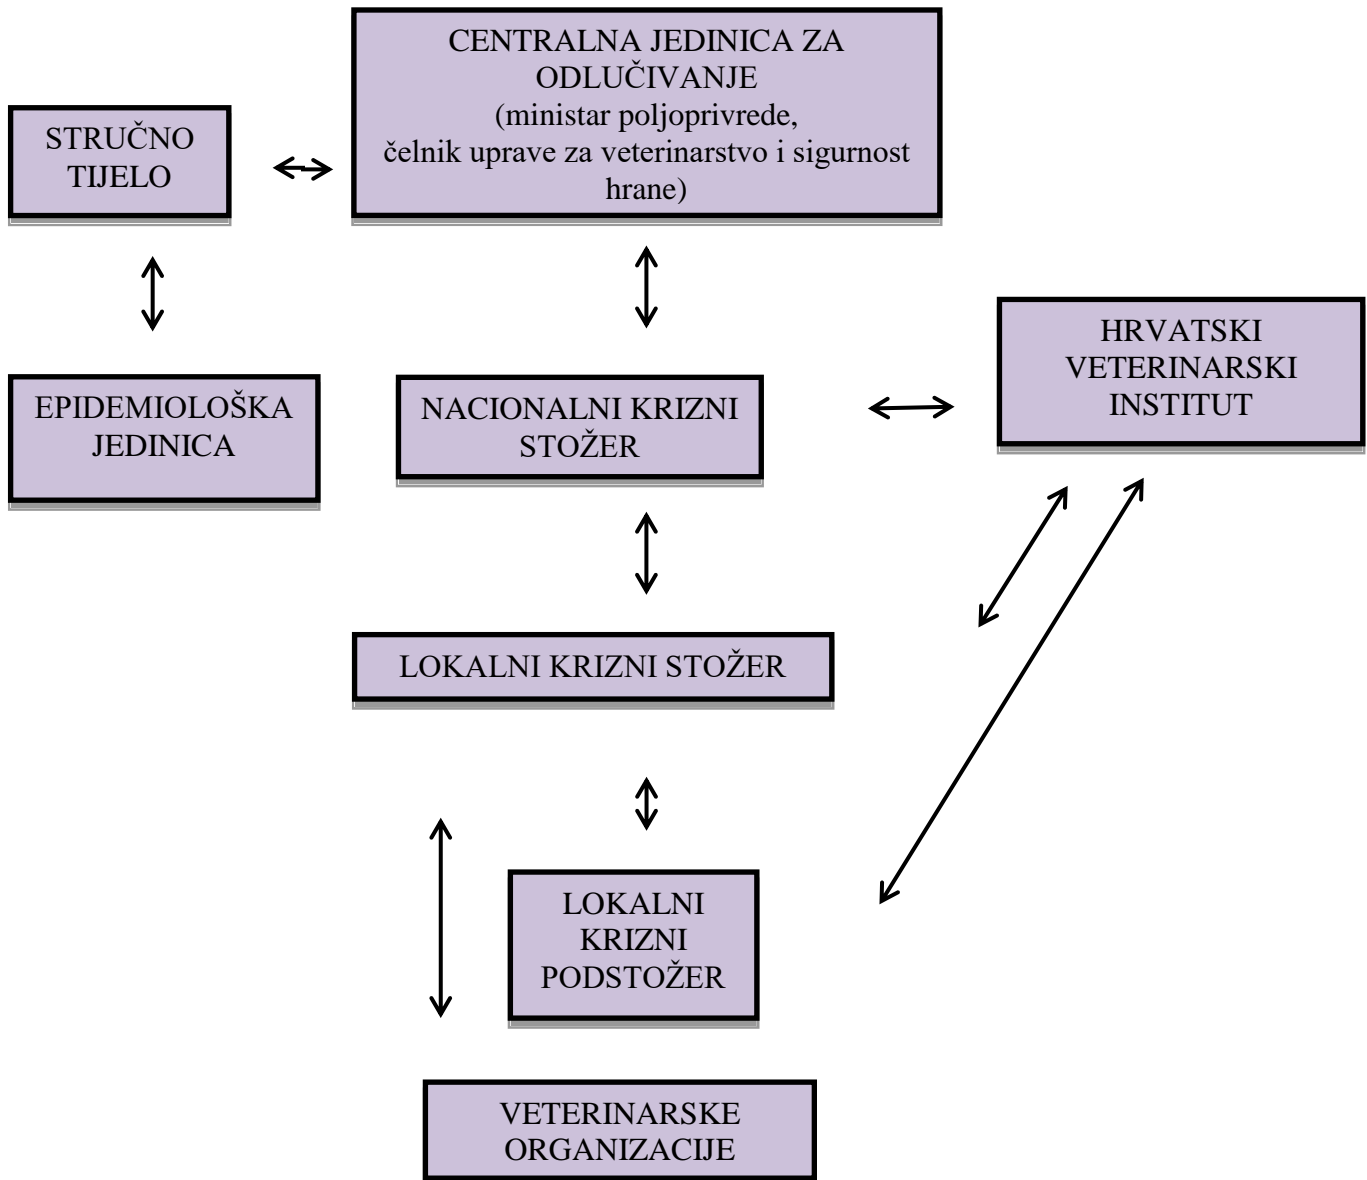 CENTRALNA JEDINICA ZA
ODLUČIVANJE
(ministar poljoprivrede,
čelnik uprave za veterinarstvo i sigurnost
hrane)
STRUČNO
TIJELO
HRVATSKI
VETERINARSKI
INSTITUT
EPIDEMIOLOŠKA
JEDINICA
NACIONALNI KRIZNI
STOŽER
LOKALNI KRIZNI STOŽER
LOKALNI
KRIZNI
PODSTOŽER
VETERINARSKE
ORGANIZACIJE